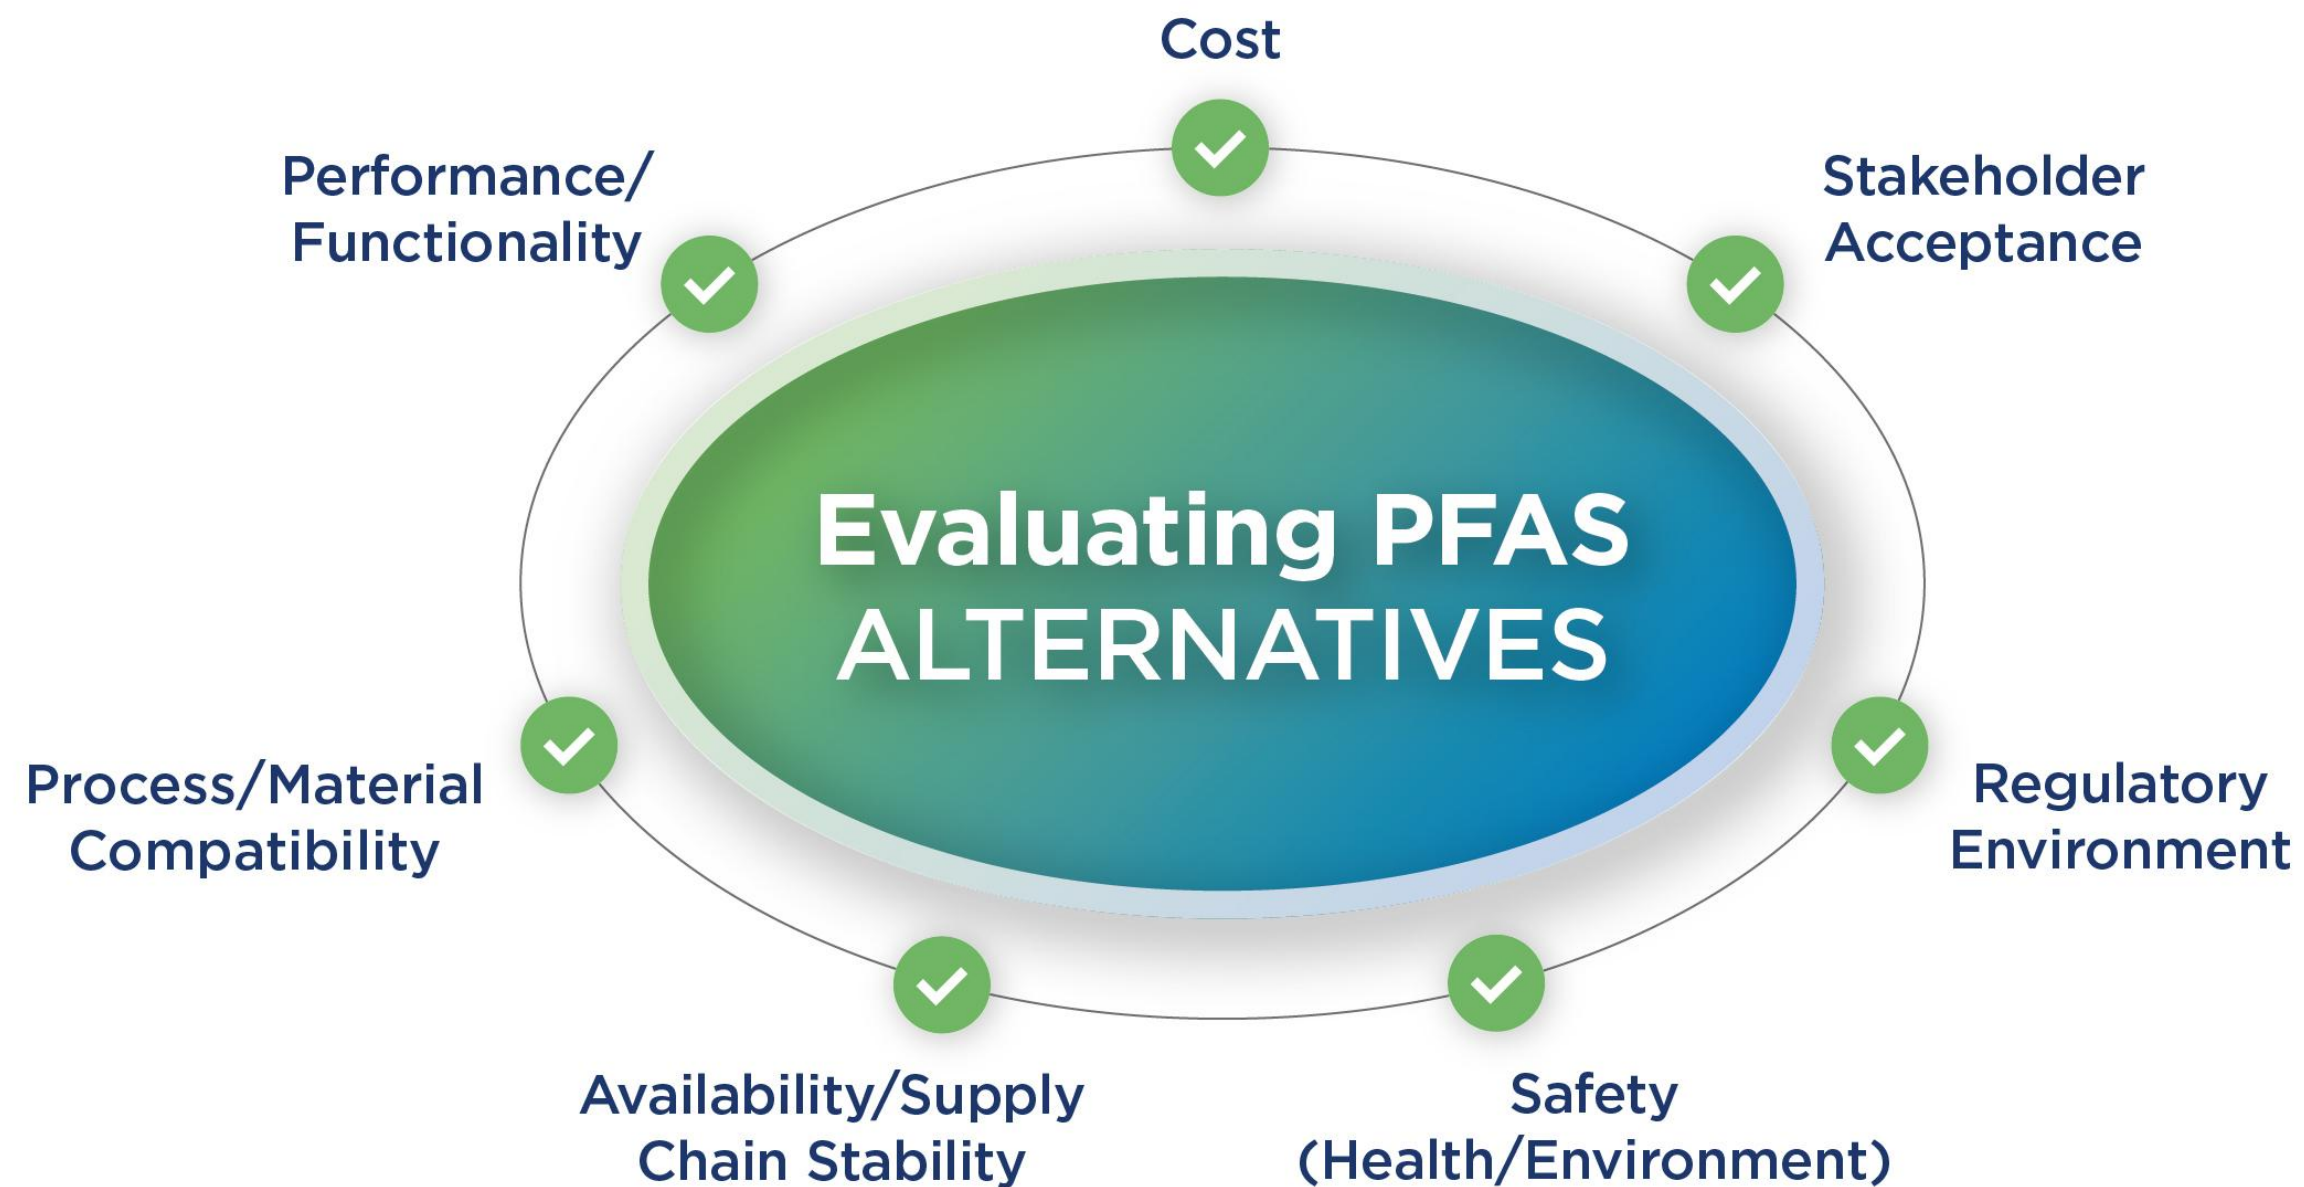 Cost
Performance/
Functionality
Stakeholder
Acceptance
Evaluating PFAS
ALTERNATIVES
Process/Material
Compatibility
Regulatory
Environment
Availability/Supply
Chain Stability
Safety
(Health/Environment)